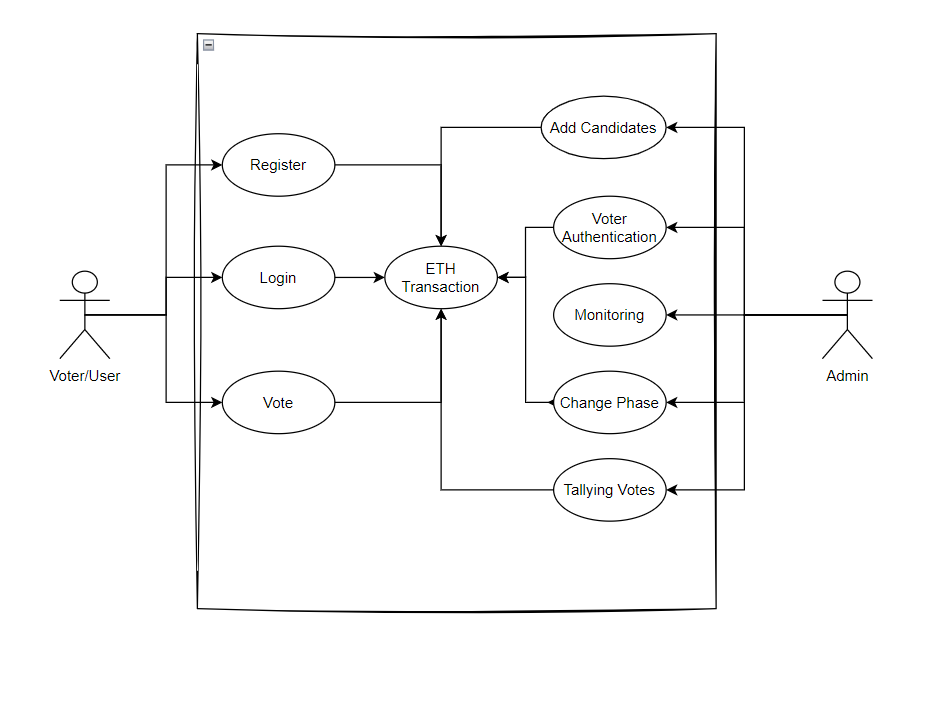 Add Candidates
Register
Voter
Authentication
Login
ETH
Transaction
Monitoring
Voter/User
Admin
Vote
Change Phase
Tallying Votes